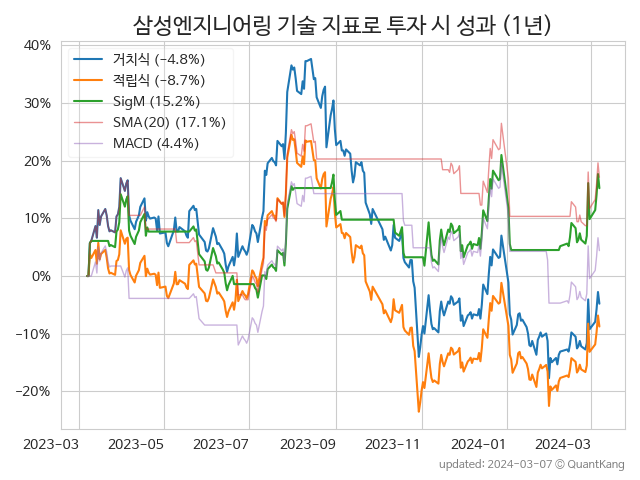 삼성엔지니어링 기술 지표로 투자 시 성과 (1년)
40%
30%
20%
10%
0%
−10%
−20%
거치식 (−4.8%)
적립식 (−8.7%)
SigM (15.2%)
SMA(20) (17.1%)
MACD (4.4%)
2023−03 2023−05 2023−07 2023−09 2023−11 2024−01 2024−03
updated: 2024-03-07 © QuantKang